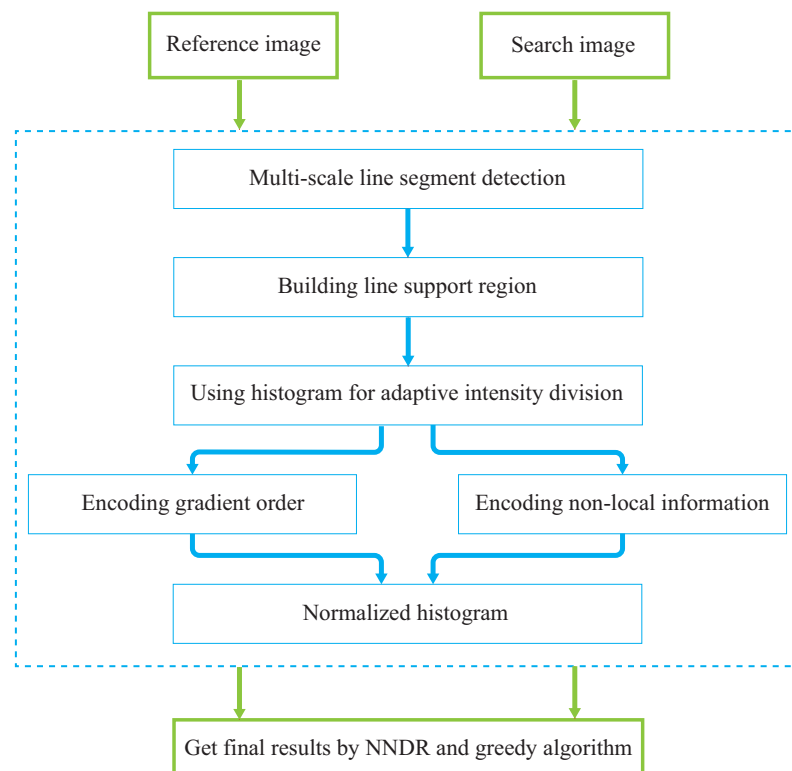 Reference image
Search image
Multi-scale line segment detection
Building line support region
Using histogram for adaptive intensity division
Encoding gradient order
Encoding non-local information
Normalized histogram
Get final results by NNDR and greedy algorithm